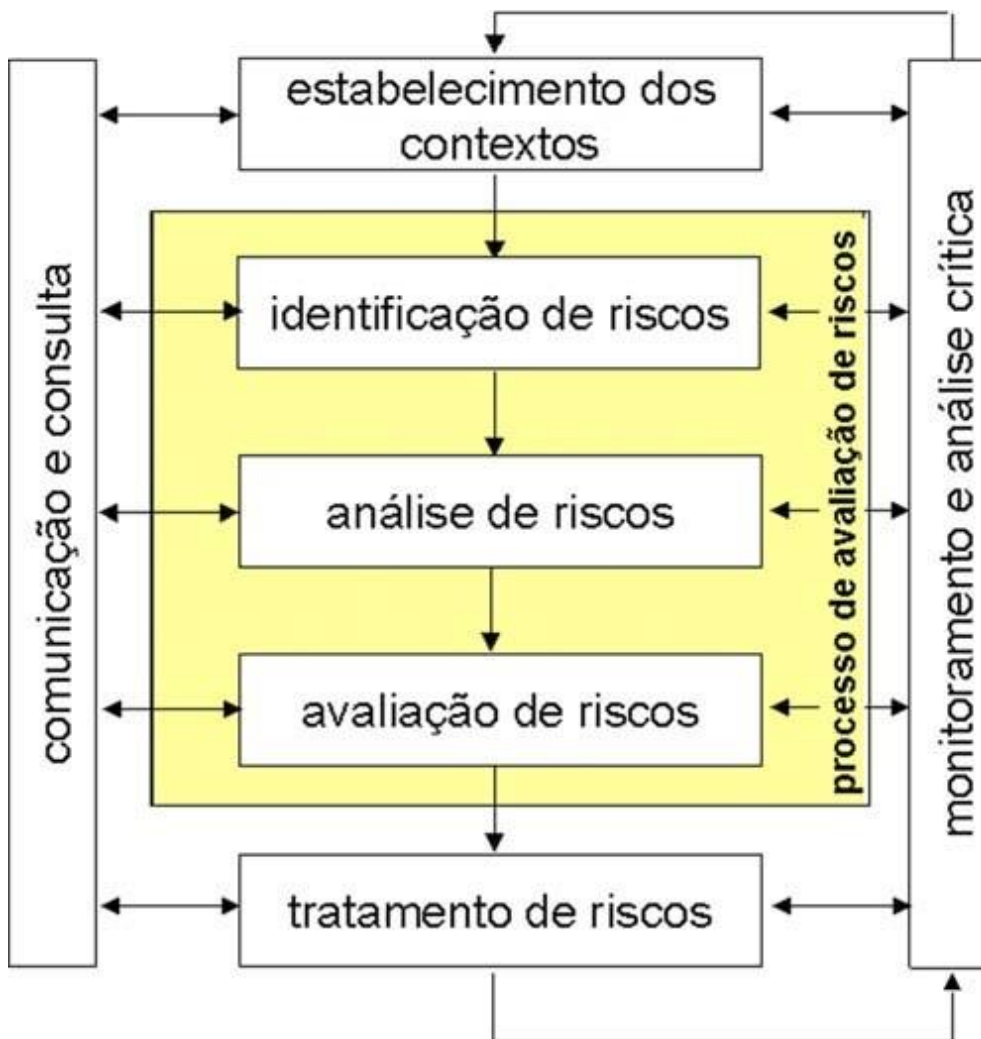 estabelecimento dos
contextos
comunicação e consulta
identificação de riscos
análise de riscos
avaliação de riscos
processo de avaliação de riscos
monitoramento e análise crítica
tratamento de riscos